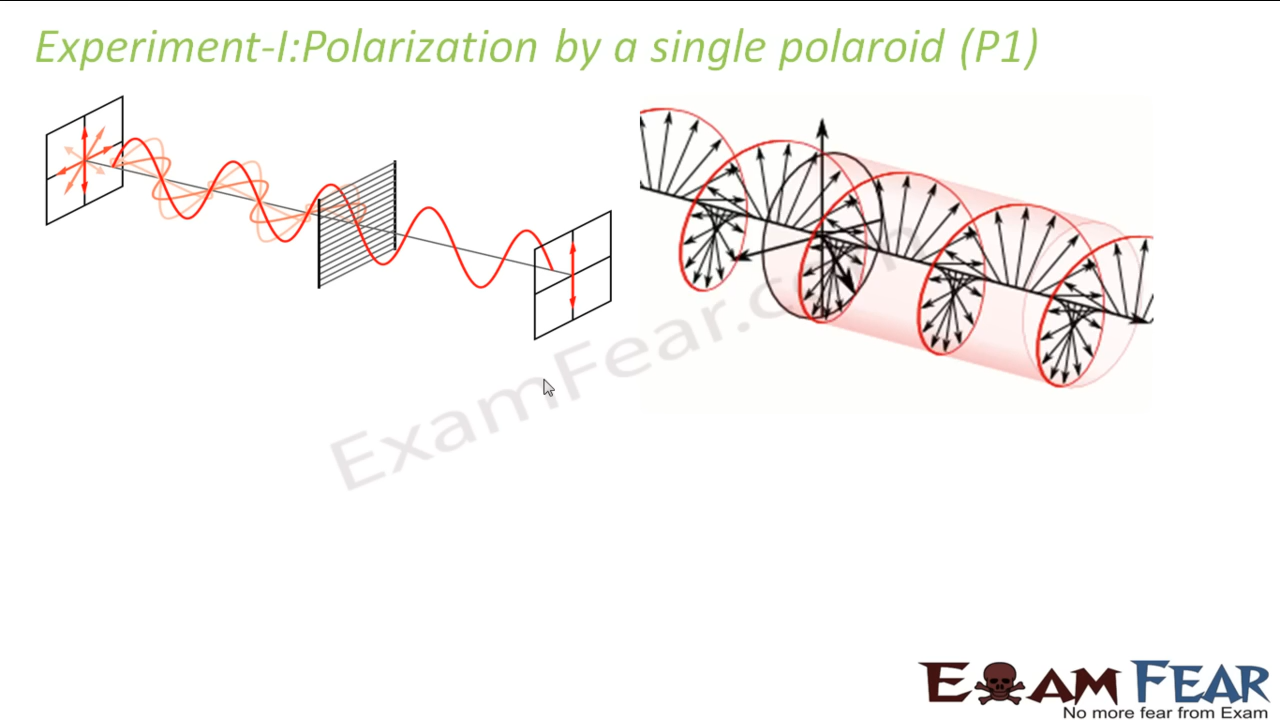 Experiment-I:Polarization by a single polaroid (P1)
ExamFear.com
EXAM FEAR
No more fear from Exam